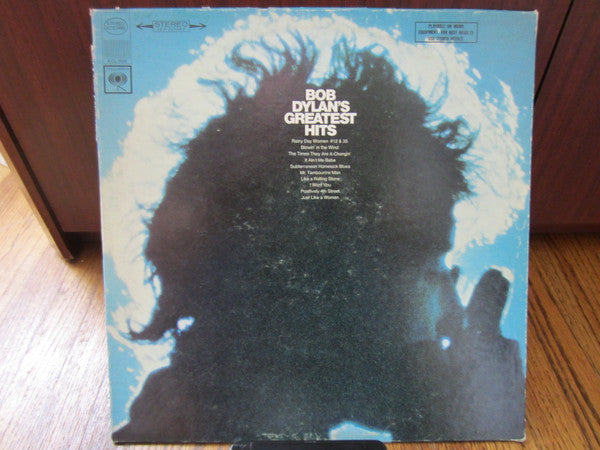 STEREO
BOB
DYLAN'S
GREATEST
HITS
Rainy Day Women #12 & 35
Blowin' in the Wind
The Times They Are A-Changin'
It Ain't Me Babe
Subterranean Homesick Blues
Mr. Tambourine Man
Like a Rolling Stone
I Want You
Positively 4th Street
Just Like a Woman